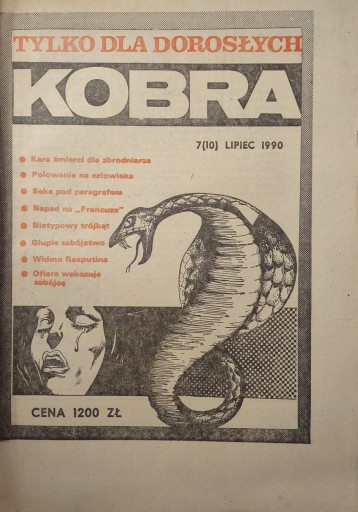 TYLKO DLA DOROSŁYCH
KOBRA
7(10) LIPIEC 1990
Kara śmierci dla zbrodniarza
Polowanie na człowieka
Seks pod paragrafem
Napad na „Francuza”
Nietypowy trójkąt
Głupie zabójstwo
Widmo Rasputina
Ofiara wskazuje
zabójcę
CENA 1200 ZŁ